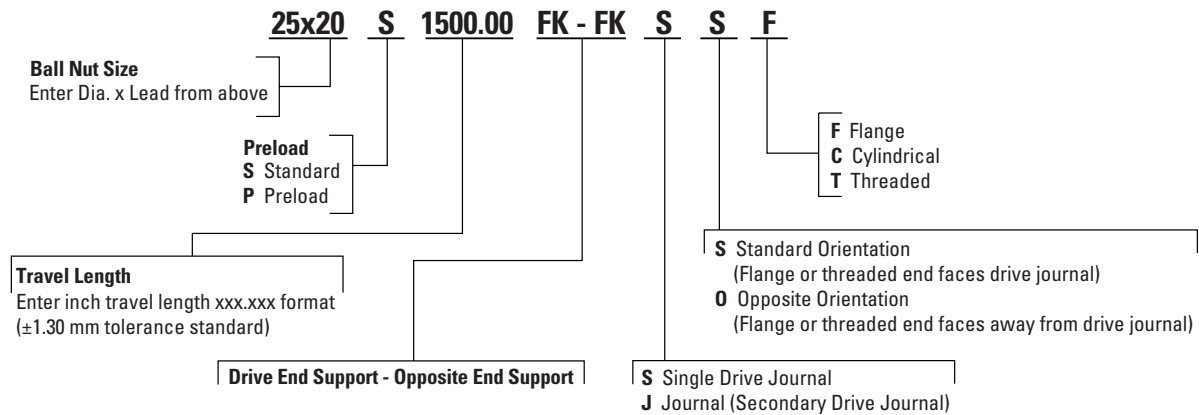 25x20 S 1500.00 FK - FK S S F
Ball Nut Size
Enter Dia. x Lead from above
Preload
S Standard
P Preload
F Flange
C Cylindrical
T Threaded
Travel Length
Enter inch travel length xxx.xxx format
(±1.30 mm tolerance standard)
S Standard Orientation
(Flange or threaded end faces drive journal)
O Opposite Orientation
(Flange or threaded end faces away from drive journal)
Drive End Support - Opposite End Support
S Single Drive Journal
J Journal (Secondary Drive Journal)